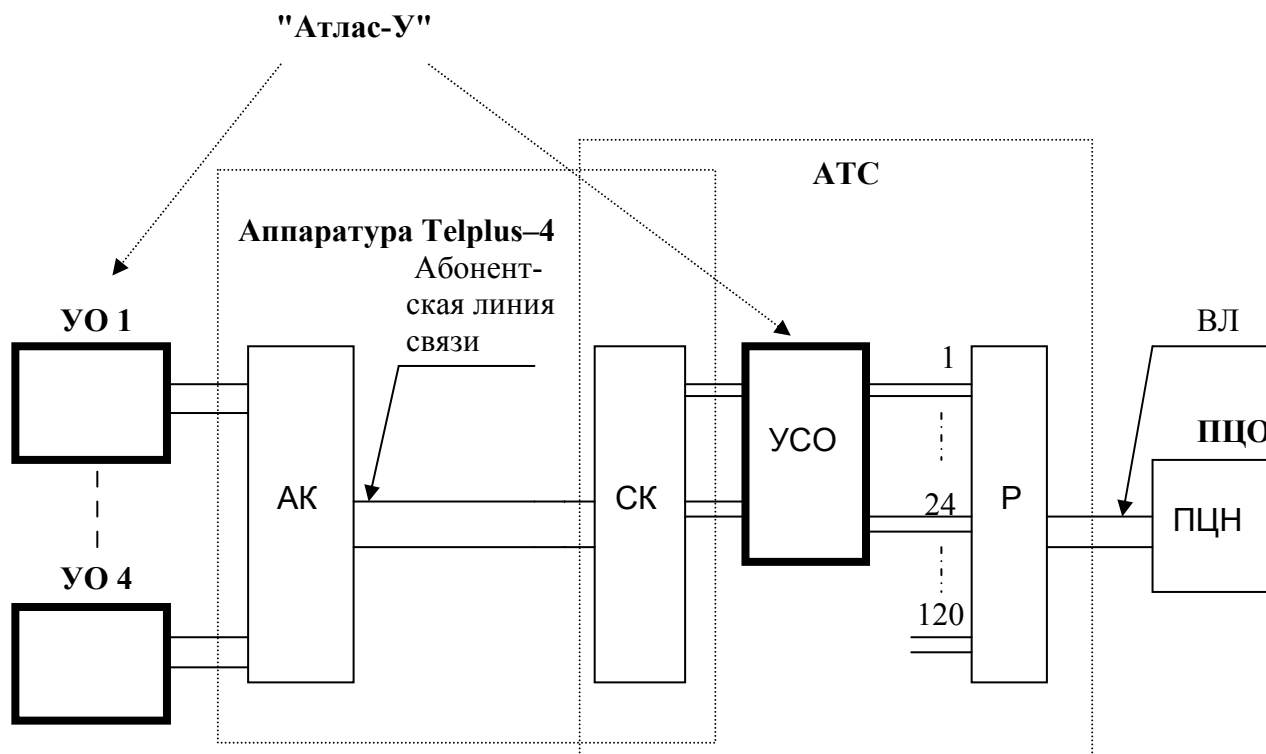 "Атлас-У"
АТС
Аппаратура Telplus–4
Абонент-
ская линия
связи
УО 1
ВЛ
1
ПЦО
УСО
АК
СК
24
Р
ПЦН
УО 4
120